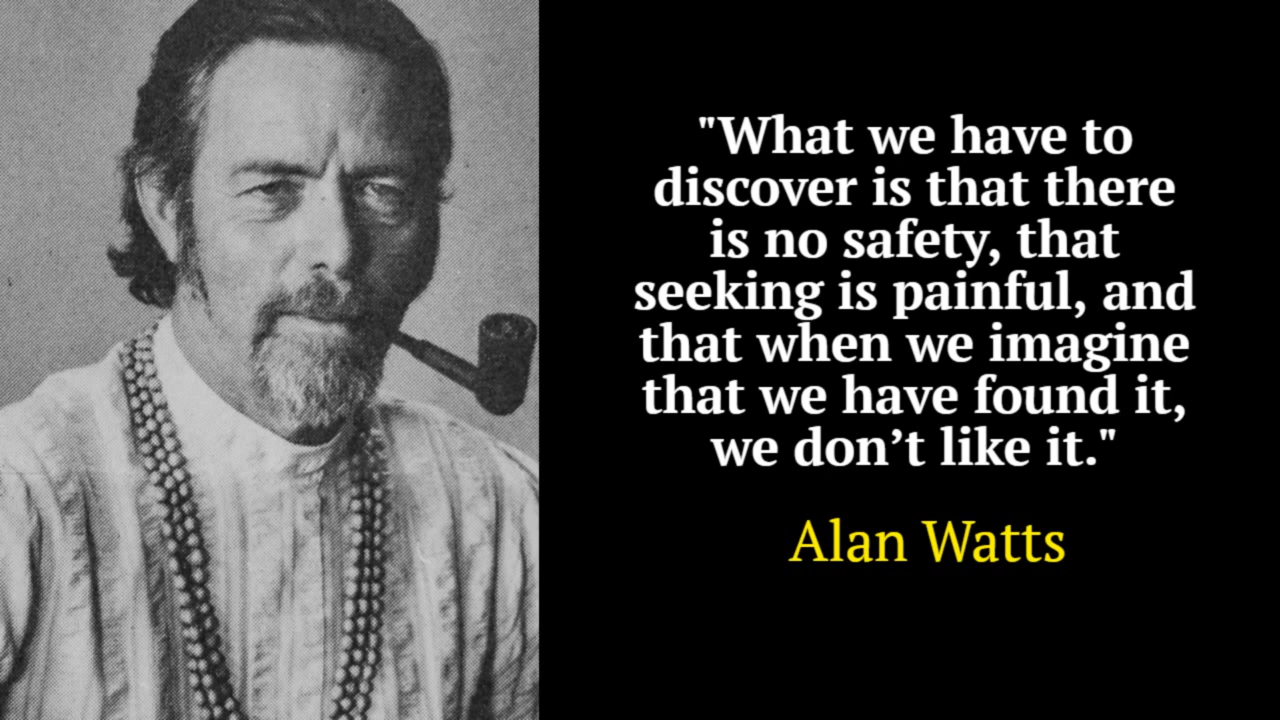 "What we have to
discover is that there
is no safety, that
seeking is painful, and
that when we imagine
that we have found it,
we don’t like it."
Alan Watts